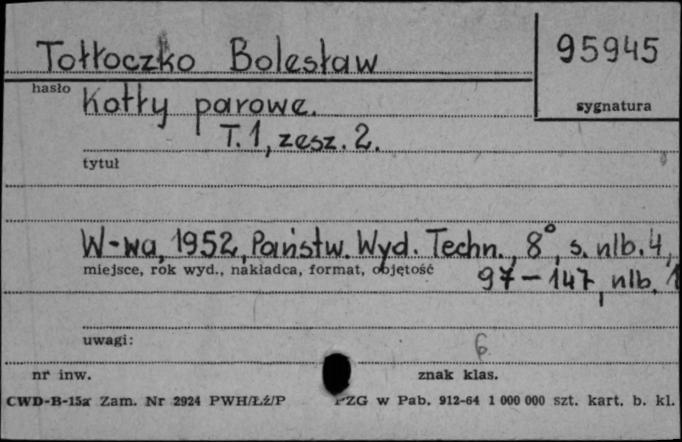 Tołłoczko Bolesław
95945
hasło
sygnatura
Kotły parowe.
T. 1, zesz. 2.
tytuł
W-wa, 1952, Państw. Wyd. Techn., 8°, s. nlb. 4,
miejsce, rok wyd., nakładca, format, objętość
97-147, nlb. 1
uwagi:
6
nr inw.
znak klas.
CWD-B-15a Zam. Nr 2924 PWH/Łź/P PZG w Pab. 912-64 1 000 000 szt. kart. b. kl.